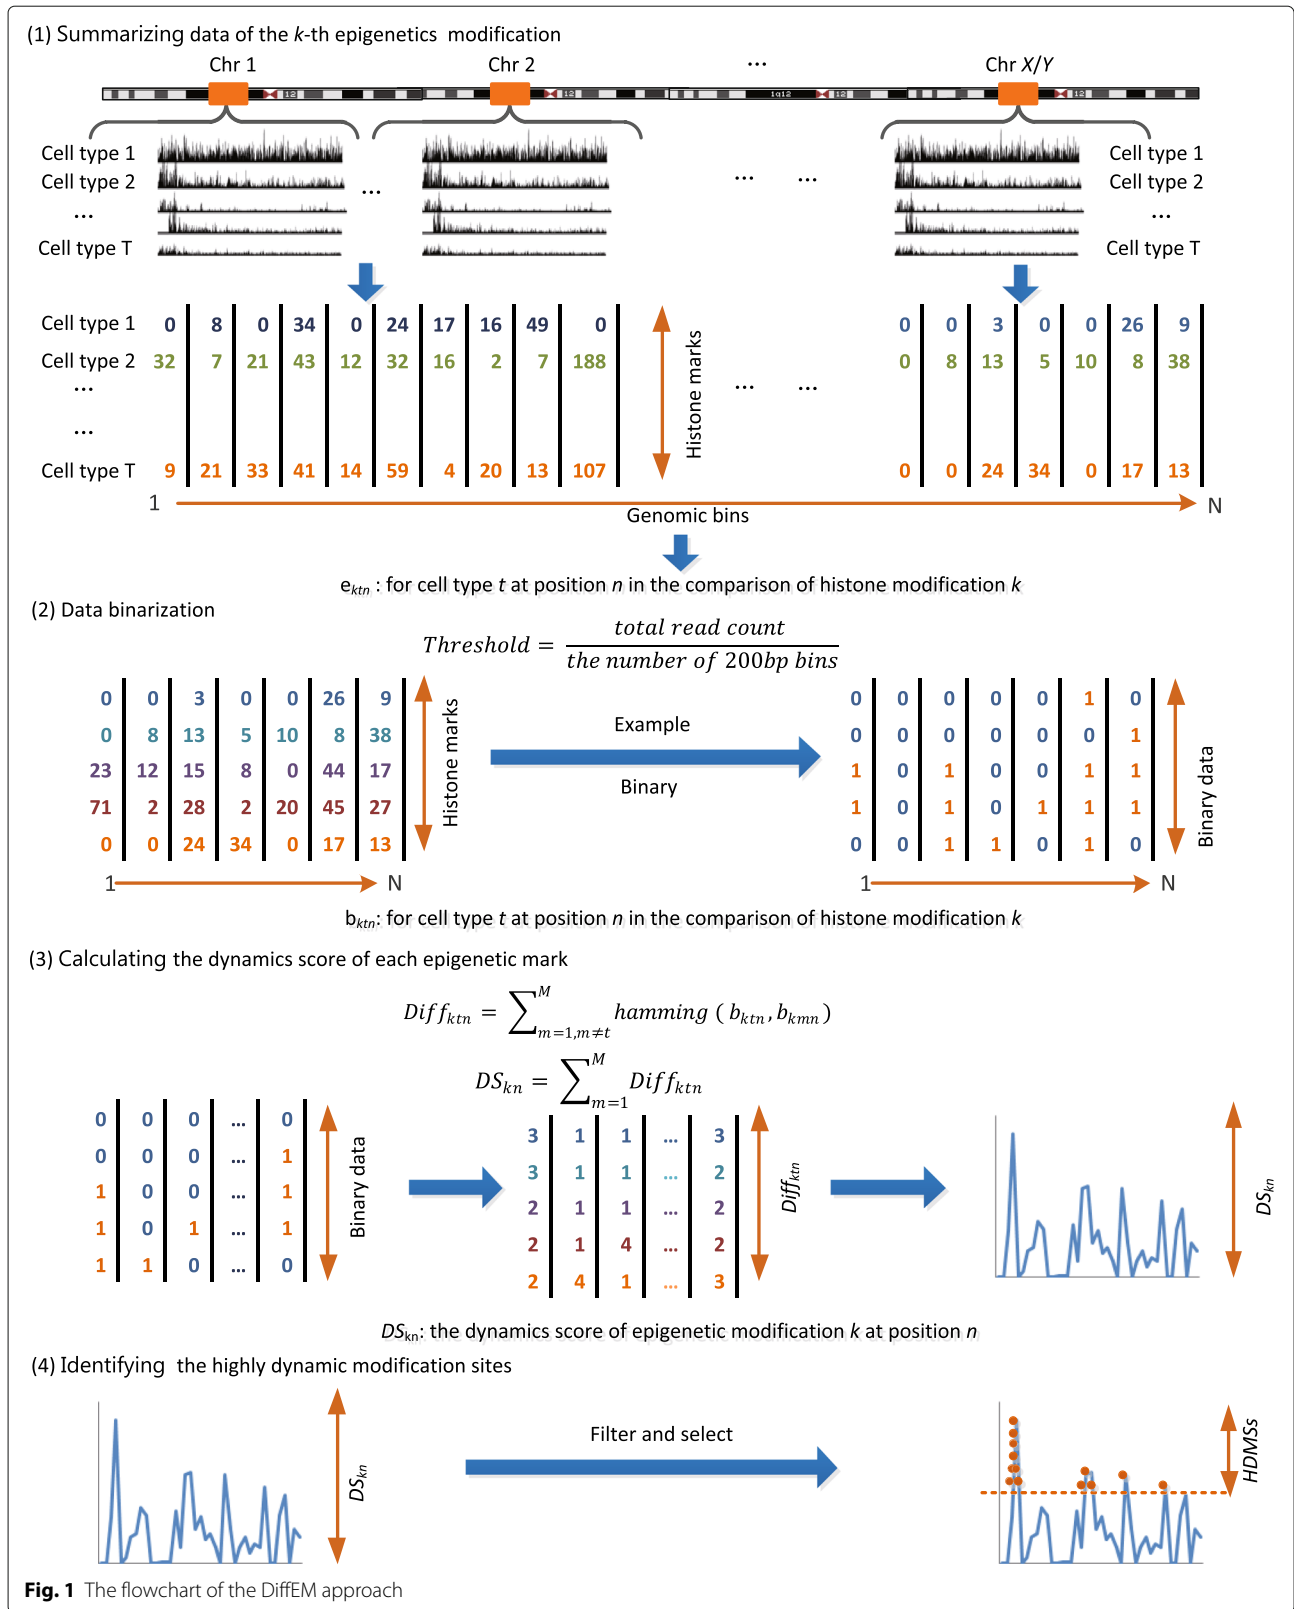 (1) Summarizing data of the k-th epigenetics modification
Chr 1 Chr 2 ... Chr X/Y
12 12 1q12 12
Cell type 1 Cell type 1
Cell type 2 ... ... ... Cell type 2
... ...
Cell type T Cell type T
Cell type 1 0 8 0 34 0 24 17 16 49 0 0 0 3 0 0 26 9
Cell type 2 32 7 21 43 12 32 16 2 7 188 0 8 13 5 10 8 38
... ... ...
...
Cell type T 9 21 33 41 14 59 4 20 13 107 0 0 24 34 0 17 13
Histone marks
1 Genomic bins N
e_ktn : for cell type t at position n in the comparison of histone modification k
(2) Data binarization
Threshold = total read count / the number of 200bp bins
0 0 3 0 0 26 9
0 8 13 5 10 8 38
23 12 15 8 0 44 17
71 2 28 2 20 45 27
0 0 24 34 0 17 13
1 N
Histone marks
Example
Binary
0 0 0 0 0 1 0
0 0 0 0 0 0 1
1 0 1 0 0 1 1
1 0 1 0 1 1 1
0 0 1 1 0 1 0
1 N
Binary data
b_ktn: for cell type t at position n in the comparison of histone modification k
(3) Calculating the dynamics score of each epigenetic mark
Diff_ktn = ∑_{m=1,m≠t}^{M} hamming ( b_ktn , b_kmn )
DS_kn = ∑_{m=1}^{M} Diff_ktn
0 0 0 ... 0
0 0 0 ... 1
1 0 0 ... 1
1 0 1 ... 1
1 1 0 ... 0
Binary data
3 1 1 ... 3
3 1 1 ... 2
2 1 1 ... 2
2 1 4 ... 2
2 4 1 ... 3
Diff_ktn
DS_kn
DS_kn: the dynamics score of epigenetic modification k at position n
(4) Identifying the highly dynamic modification sites
DS_kn
Filter and select
HDMSs
Fig. 1 The flowchart of the DiffEM approach